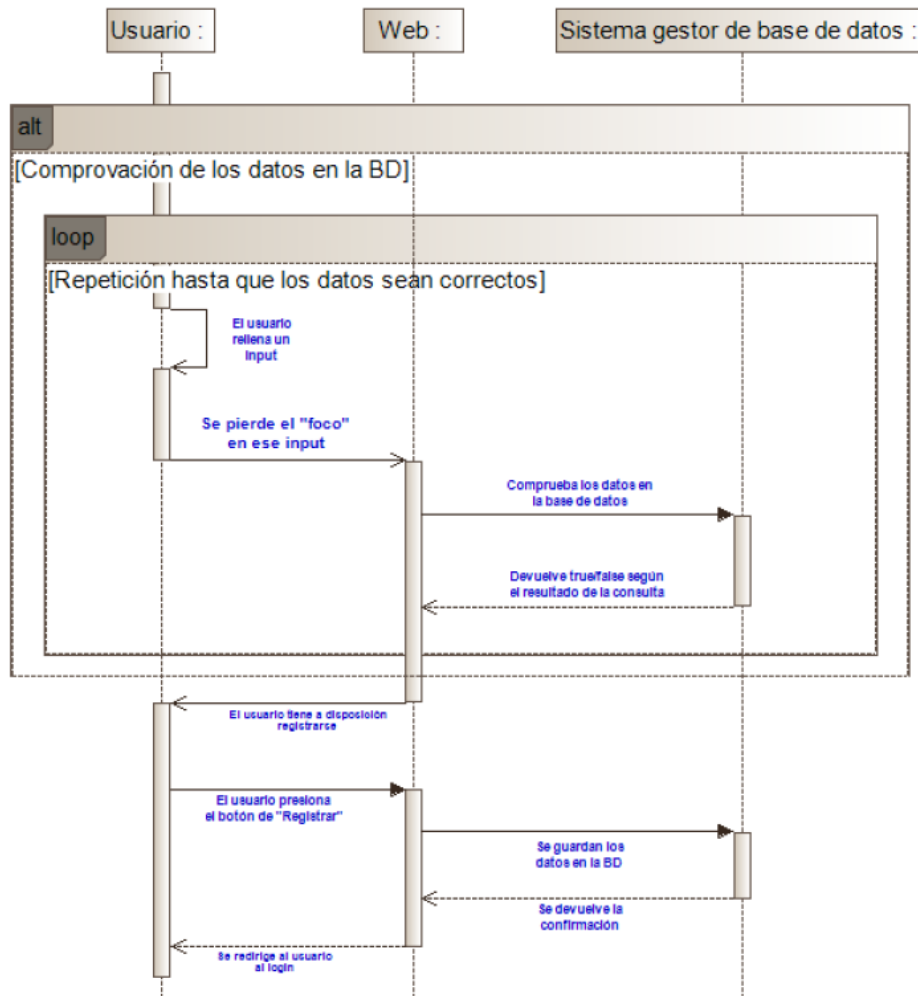 Usuario :
Web :
Sistema gestor de base de datos :
alt
[Comprovación de los datos en la BD]
loop
[Repetición hasta que los datos sean correctos]
El usuario
rellena un
input
Se pierde el "foco"
en ese input
Comprueba los datos en
la base de datos
Devuelve true/false según
el resultado de la consulta
El usuario tiene a disposición
registrarse
El usuario presiona
el botón de "Registrar"
Se guardan los
datos en la BD
Se devuelve la
confirmación
Se redirige al usuario
al login